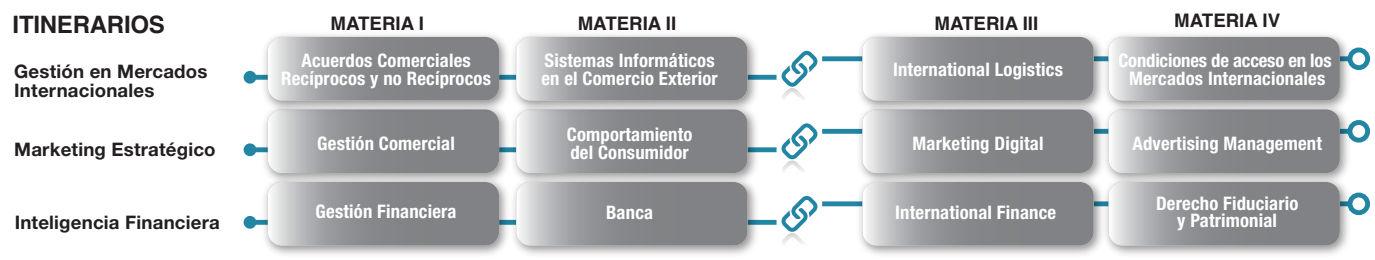 ITINERARIOS
MATERIA I
MATERIA II
MATERIA III
MATERIA IV
Gestión en Mercados
Internacionales
Acuerdos Comerciales
Recíprocos y no Recíprocos
Sistemas Informáticos
en el Comercio Exterior
International Logistics
Condiciones de acceso en los
Mercados Internacionales
Marketing Estratégico
Gestión Comercial
Comportamiento
del Consumidor
Marketing Digital
Advertising Management
Inteligencia Financiera
Gestión Financiera
Banca
International Finance
Derecho Fiduciario
y Patrimonial